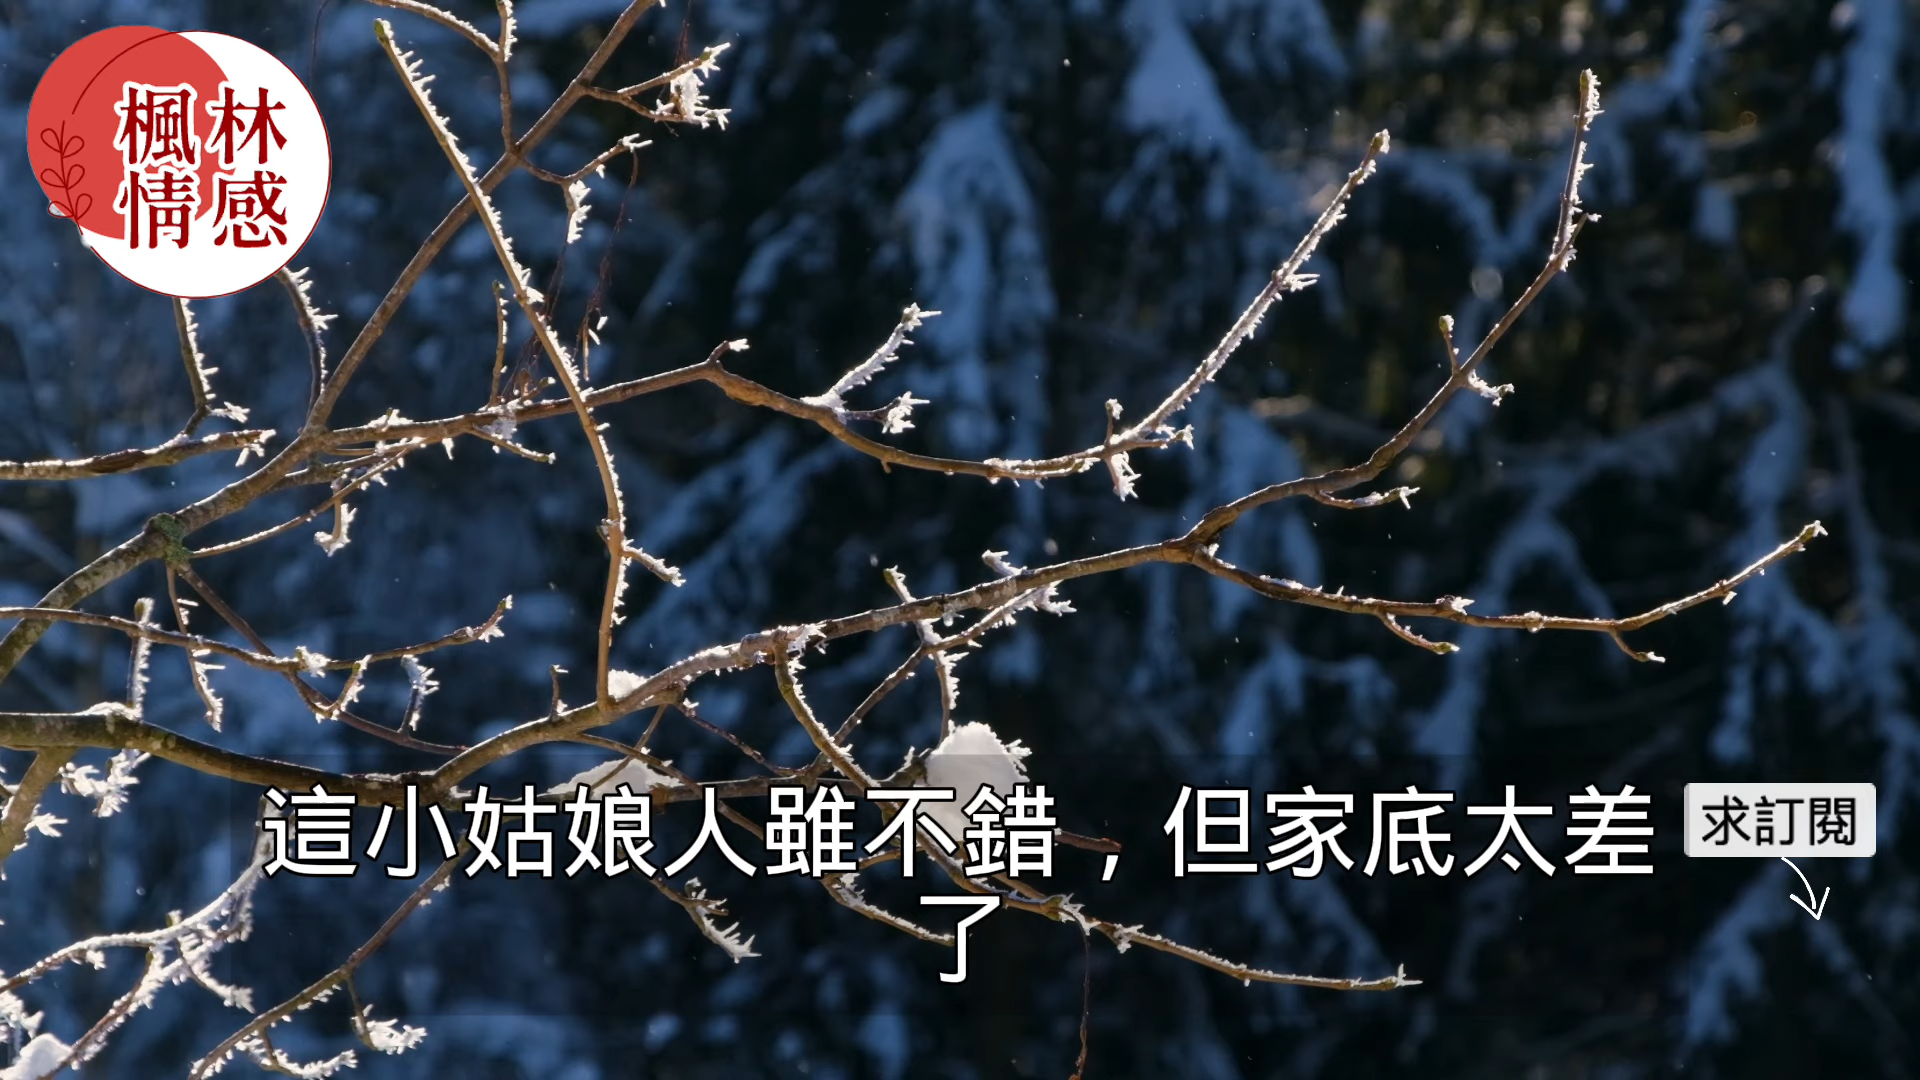 楓林
情感
這小姑娘人雖不錯，但家底太差
了
求訂閱